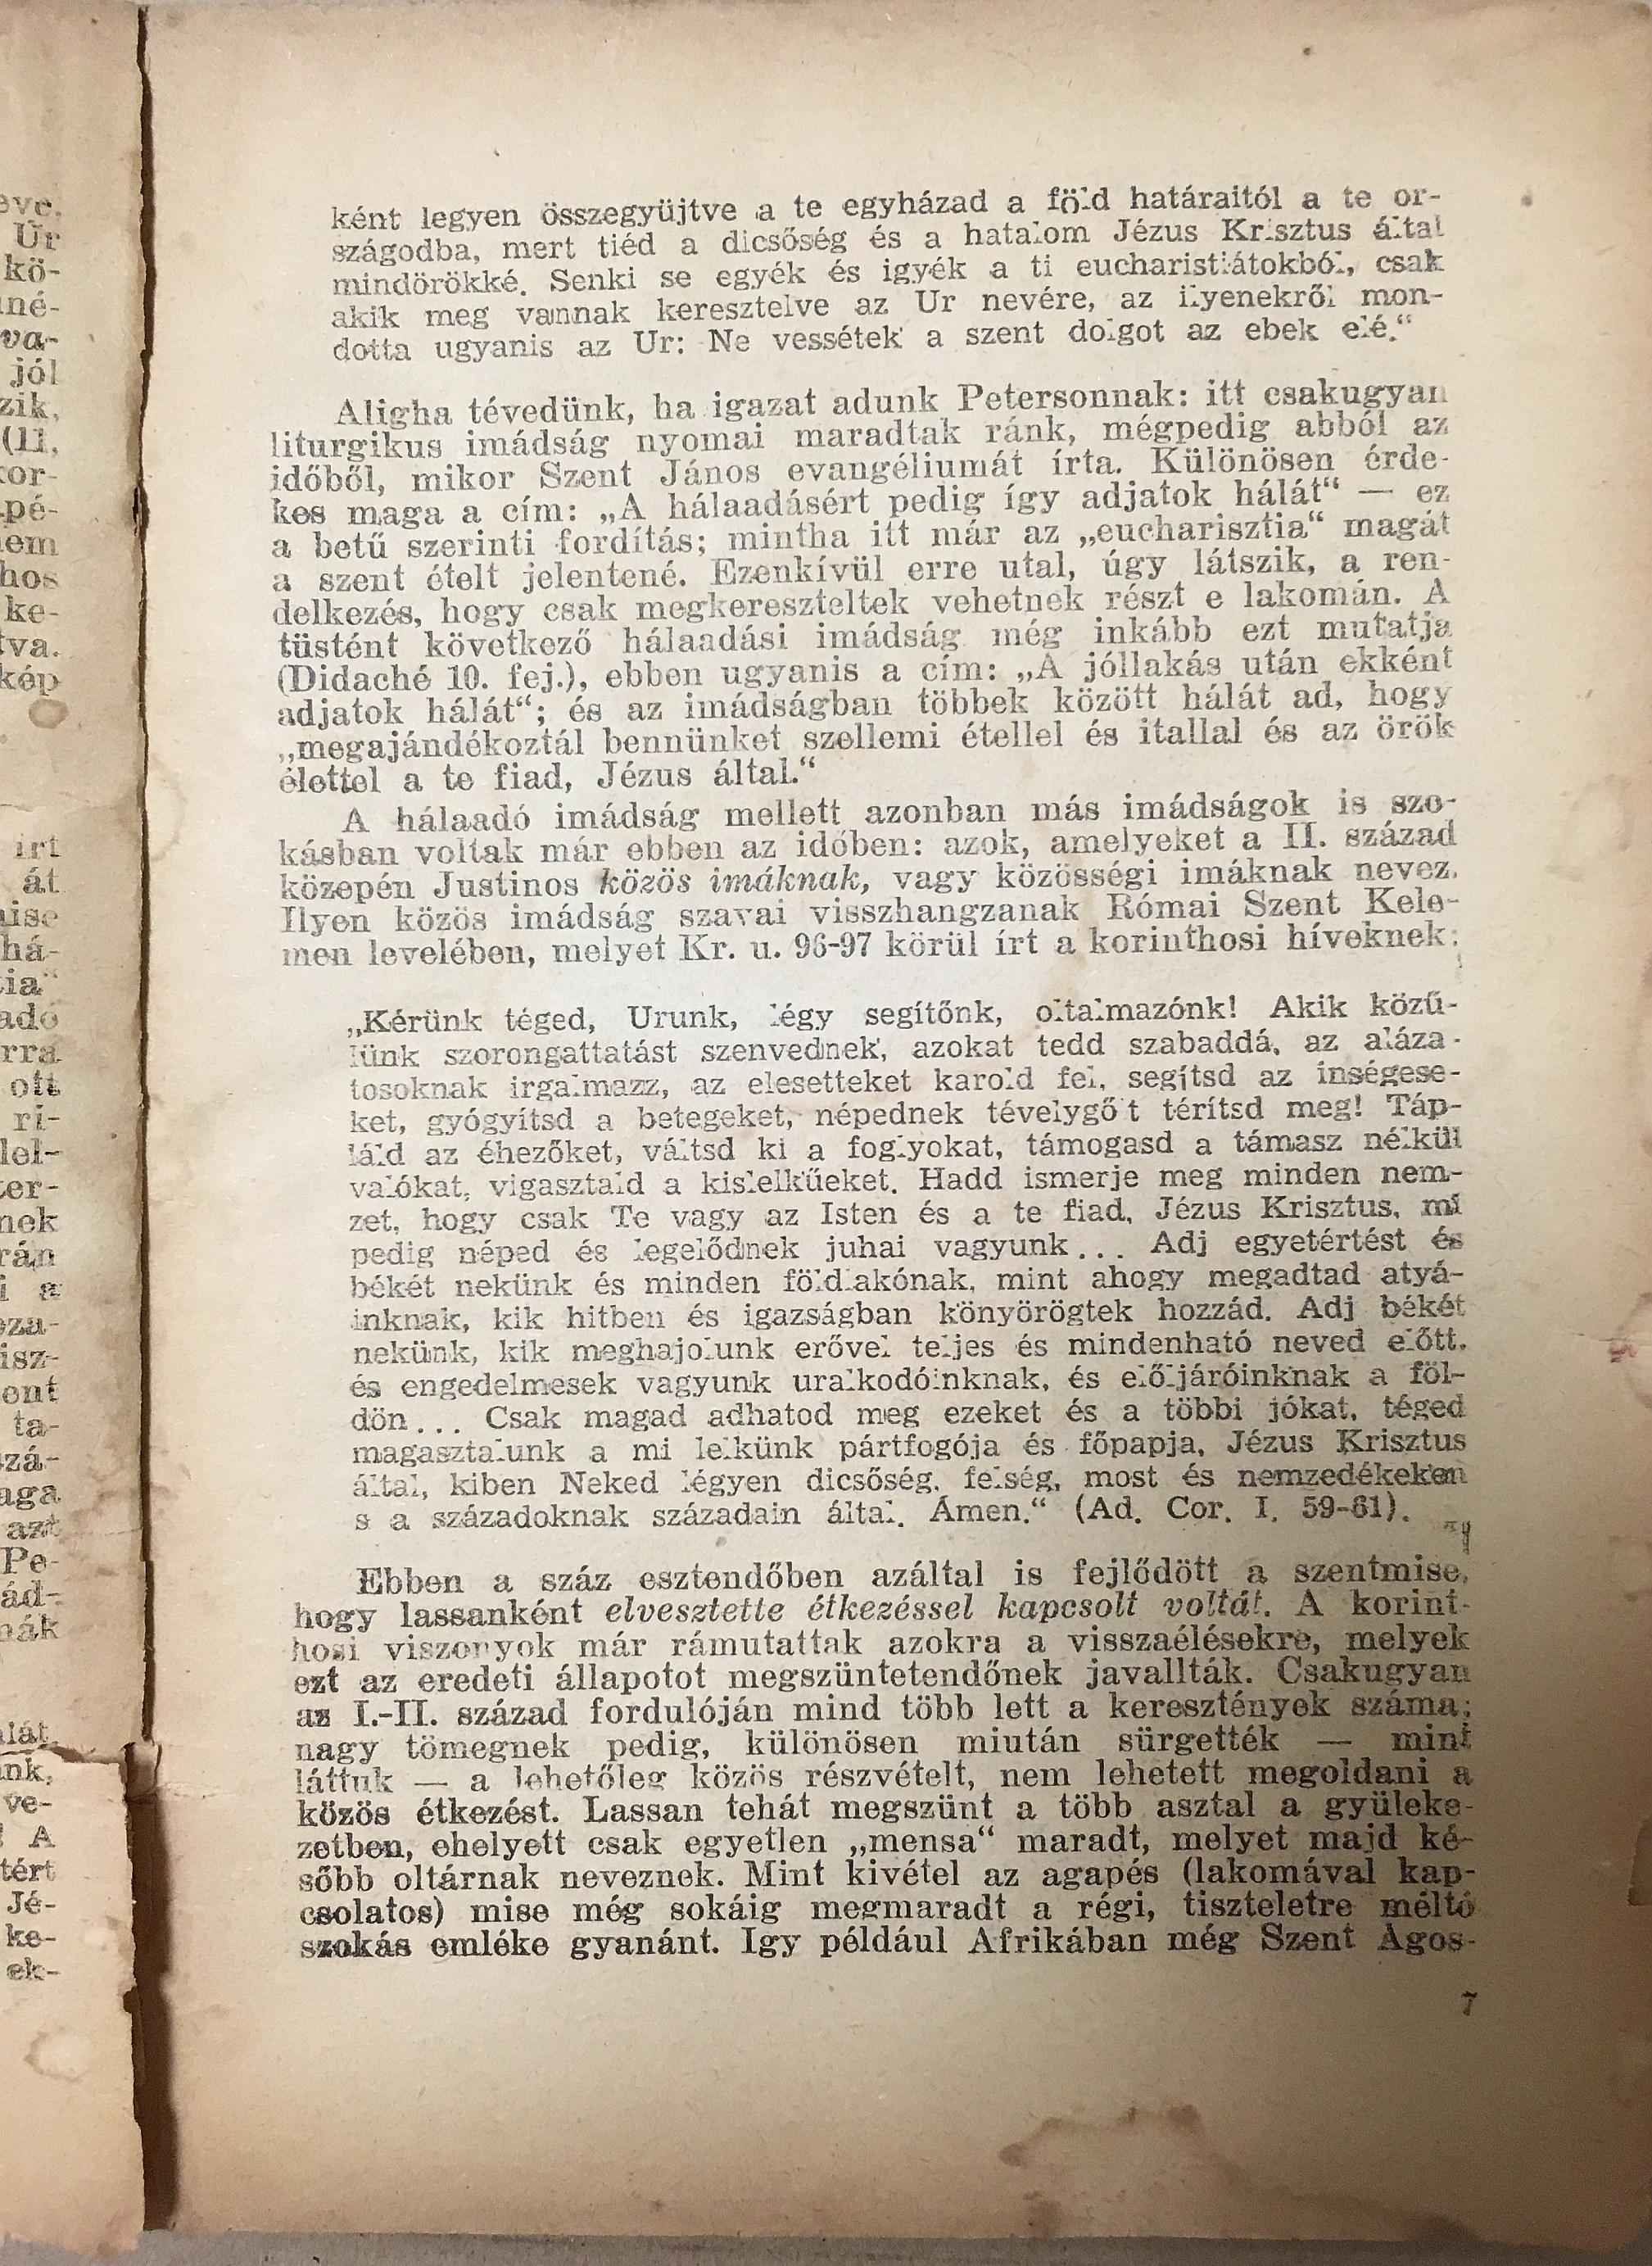 ként legyen összegyüjtve a te egyházad a föld határaitól a te or-
szágodba, mert tiéd a dicsőség és a hatalom Jézus Krisztus által
mindörökké. Senki se egyék és igyék a ti eucharistiátokból, csak
akik meg vannak keresztelve az Ur nevére, az ilyenekről mon-
dotta ugyanis az Ur: Ne vessétek a szent dolgot az ebek elé.“
Aligha tévedünk, ha igazat adunk Petersonnak: itt csakugyan
liturgikus imádság nyomai maradtak ránk, mégpedig abból az
időből, mikor Szent János evangéliumát írta. Különösen érde-
kes maga a cím: „A hálaadásért pedig így adjatok hálát“ — ez
a betű szerinti fordítás; mintha itt már az „eucharisztia“ magát
a szent ételt jelentené. Ezenkívül erre utal, úgy látszik, a ren-
delkezés, hogy csak megkereszteltek vehetnek részt e lakomán. A
tüstént következő hálaadási imádság még inkább ezt mutatja
(Didaché 10. fej.), ebben ugyanis a cím: „A jóllakás után ekként
adjatok hálát“; és az imádságban többek között hálát ad, hogy
„megajándékoztál bennünket szellemi étellel és itallal és az örök
élettel a te fiad, Jézus által.“
A hálaadó imádság mellett azonban más imádságok is szo-
kásban voltak már ebben az időben: azok, amelyeket a II. század
közepén Justinos közös imáknak, vagy közösségi imáknak nevez.
Ilyen közös imádság szavai visszhangzanak Római Szent Kele-
men levelében, melyet Kr. u. 96-97 körül írt a korinthosi híveknek:
„Kérünk téged, Urunk, légy segítőnk, oltalmazónk! Akik közű-
lünk szorongattatást szenvednek, azokat tedd szabaddá, az aláza-
tosoknak irgalmazz, az elesetteket karold fel, segítsd az inségese-
ket, gyógyítsd a betegeket, népednek tévelygőit térítsd meg! Táp-
láld az éhezőket, váltsd ki a foglyokat, támogasd a támasz nélkül
valókat, vigasztald a kislelkűeket. Hadd ismerje meg minden nem-
zet, hogy csak Te vagy az Isten és a te fiad, Jézus Krisztus, mi
pedig néped és legelődnek juhai vagyunk... Adj egyetértést és
békét nekünk és minden földlakónak, mint ahogy megadtad atyá-
inknak, kik hitben és igazságban könyörögtek hozzád. Adj békét
nekünk, kik meghajolunk erővel teljes és mindenható neved előtt,
és engedelmesek vagyunk uralkodóinknak, és előljáróinknak a föl-
dön... Csak magad adhatod meg ezeket és a többi jókat, téged
magasztalunk a mi lelkünk pártfogója és főpapja, Jézus Krisztus
által, kiben Neked légyen dicsőség, felség, most és nemzedékeken
s a századoknak századain által. Ámen.“ (Ad. Cor. I. 59-61).
Ebben a száz esztendőben azáltal is fejlődött a szentmise,
hogy lassanként elvesztette étkezéssel kapcsolt voltát. A korint-
hosi viszonyok már rámutattak azokra a visszaélésekre, melyek
ezt az eredeti állapotot megszüntetendőnek javallták. Csakugyan
az I.-II. század fordulóján mind több lett a keresztények száma;
nagy tömegnek pedig, különösen miután sürgették — mint
láttuk — a lehetőleg közös részvételt, nem lehetett megoldani a
közös étkezést. Lassan tehát megszünt a több asztal a gyüleke-
zetben, ehelyett csak egyetlen „mensa“ maradt, melyet majd ké-
sőbb oltárnak neveznek. Mint kivétel az agapés (lakomával kap-
csolatos) mise még sokáig megmaradt a régi, tiszteletre méltó
szokás emléke gyanánt. Igy például Afrikában még Szent Ágos-
7